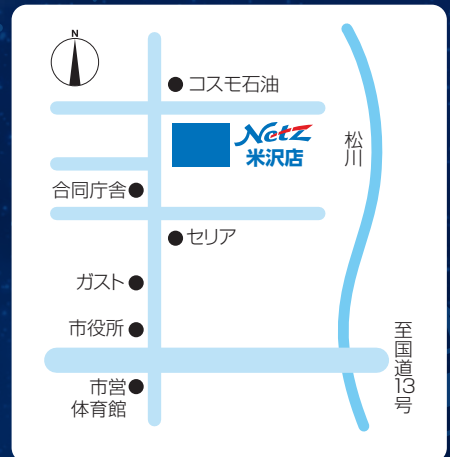 N
コスモ石油
Netz
米沢店
松川
合同庁舎
セリア
ガスト
市役所
至国道13号
市営
体育館